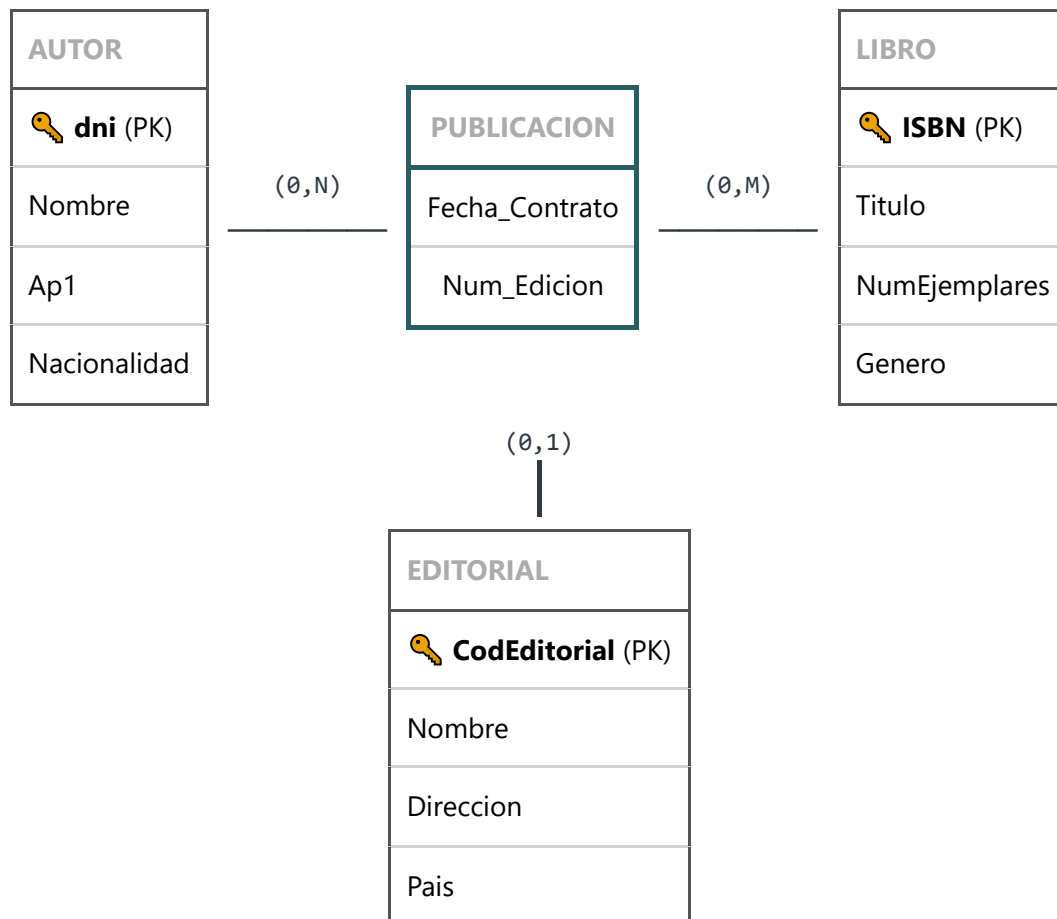 AUTOR
dni (PK)
Nombre
Ap1
Nacionalidad
(0,N)
PUBLICACION
Fecha_Contrato
Num_Edicion
(0,M)
LIBRO
ISBN (PK)
Titulo
NumEjemplares
Genero
(0,1)
EDITORIAL
CodEditorial (PK)
Nombre
Direccion
Pais